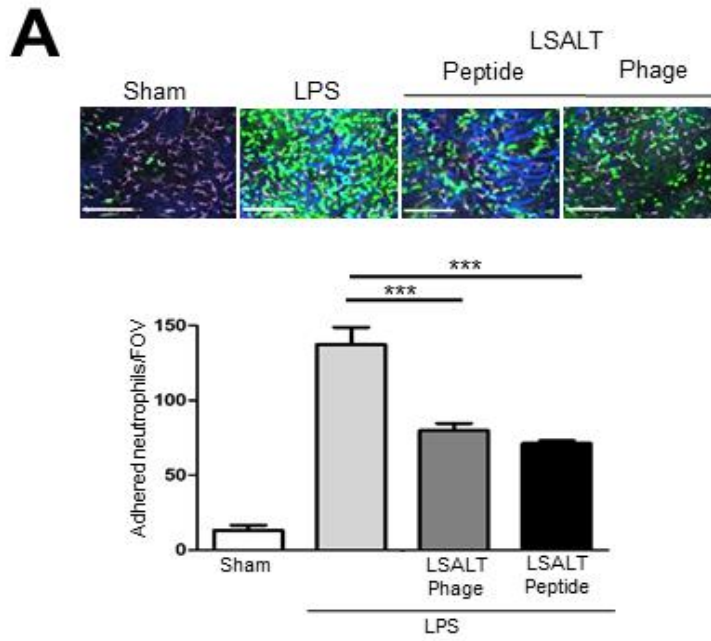 A
LSALT
Sham LPS Peptide Phage
***
***
Adhered neutrophils/FOV
150
100
50
0
Sham LSALT LSALT
Phage Peptide
LPS